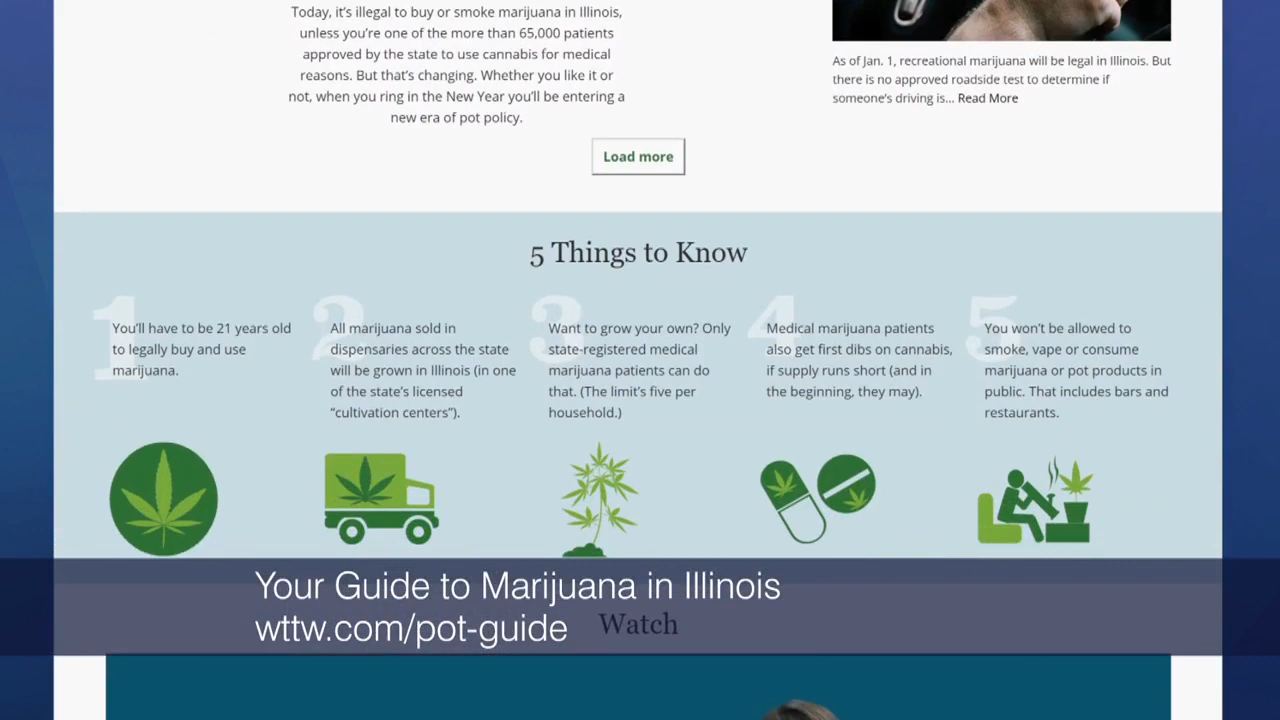 Today, it's illegal to buy or smoke marijuana in Illinois,
unless you're one of the more than 65,000 patients
approved by the state to use cannabis for medical
reasons. But that's changing. Whether you like it or
not, when you ring in the New Year you'll be entering a
new era of pot policy.
As of Jan. 1, recreational marijuana will be legal in Illinois. But
there is no approved roadside test to determine if
someone's driving is... Read More
Load more
5 Things to Know
1
You'll have to be 21 years old
to legally buy and use
marijuana.
2
All marijuana sold in
dispensaries across the state
will be grown in Illinois (in one
of the state's licensed
“cultivation centers”).
3
Want to grow your own? Only
state-registered medical
marijuana patients can do
that. (The limit's five per
household.)
4
Medical marijuana patients
also get first dibs on cannabis,
if supply runs short (and in
the beginning, they may).
5
You won't be allowed to
smoke, vape or consume
marijuana or pot products in
public. That includes bars and
restaurants.
Your Guide to Marijuana in Illinois
wttw.com/pot-guide
Watch